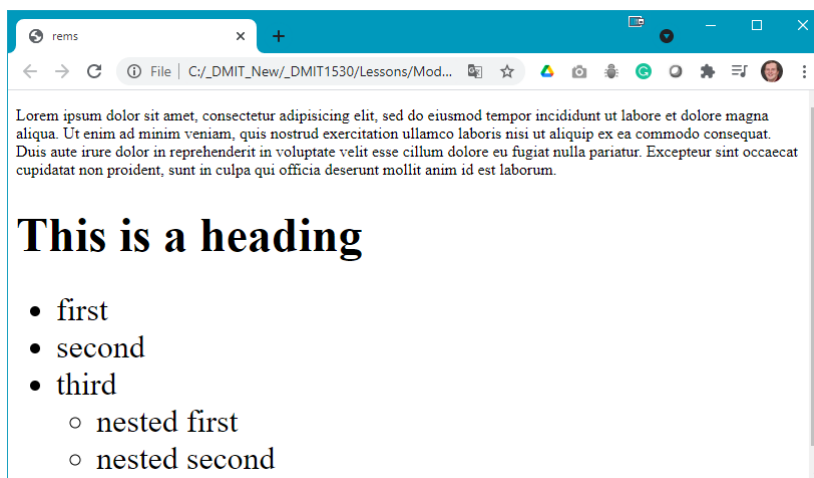 rems
File | C:/_DMIT_New/_DMIT1530/Lessons/Mod...
Lorem ipsum dolor sit amet, consectetur adipisicing elit, sed do eiusmod tempor incididunt ut labore et dolore magna
aliqua. Ut enim ad minim veniam, quis nostrud exercitation ullamco laboris nisi ut aliquip ex ea commodo consequat.
Duis aute irure dolor in reprehenderit in voluptate velit esse cillum dolore eu fugiat nulla pariatur. Excepteur sint occaecat
cupidatat non proident, sunt in culpa qui officia deserunt mollit anim id est laborum.
This is a heading
first
second
third
nested first
nested second